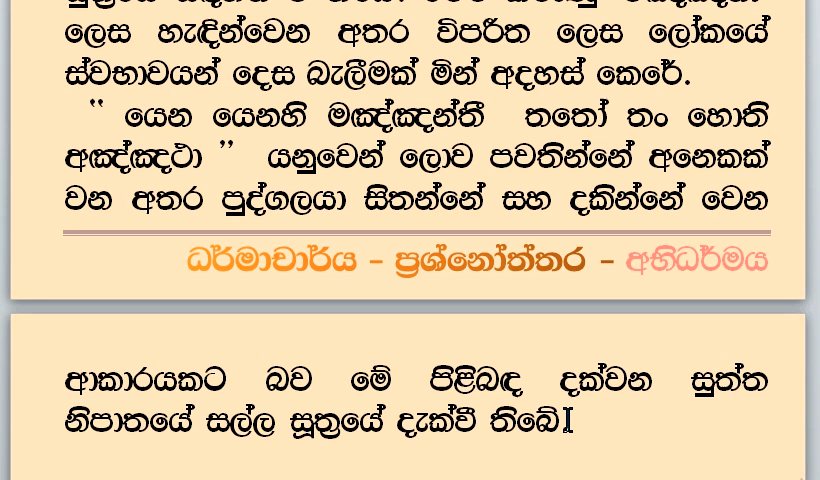 ලෙස හැඳින්වෙන අතර විපරීත ලෙස ලෝකයේ
ස්වභාවයන් දෙස බැලීමක් මින් අදහස් කෙරේ.
“ යෙන යෙනහි මඤ්ඤන්තී තතෝ තං හොති
අඤ්ඤථා ” යනුවෙන් ලොව පවතින්නේ අනෙකක්
වන අතර පුද්ගලයා සිතන්නේ සහ දකින්නේ වෙන
ධර්මාචාර්ය – ප්‍රශ්නෝත්තර – අභිධර්මය
ආකාරයකට බව මේ පිළිබඳ දක්වන සුත්ත
නිපාතයේ සල්ල සූත්‍රයේ දැක්වී තිබේ.